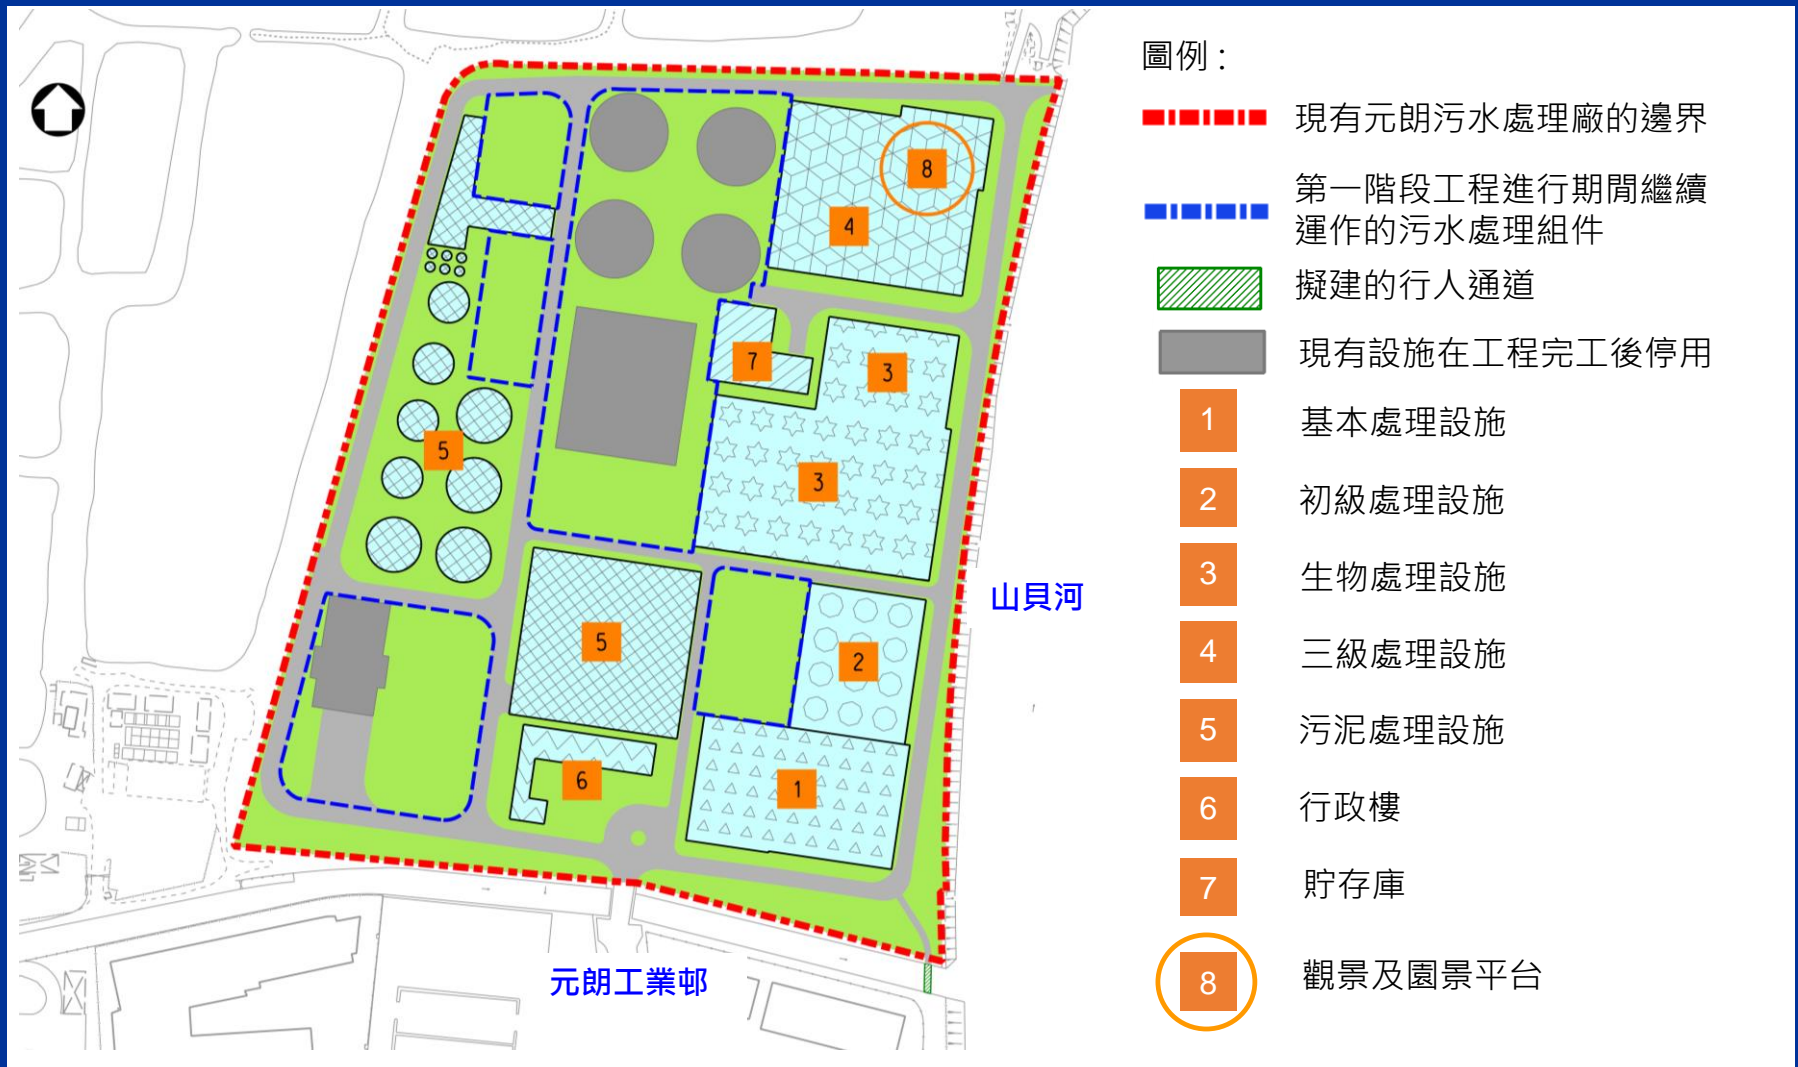 圖例 :
現有元朗污水處理廠的邊界
第一階段工程進行期閒繼續
運作的污水處理組件
擬建的行人通道
現有設施在工程完工後停用
1 基本處理設施
2 初級處理設施
3 生物處理設施
4 三級處理設施
5 污泥處理設施
6 行政樓
7 貯存庫
8 觀景及園景平台
8
4
7
3
3
5
5
2
6
1
山貝河
元朗工業邨